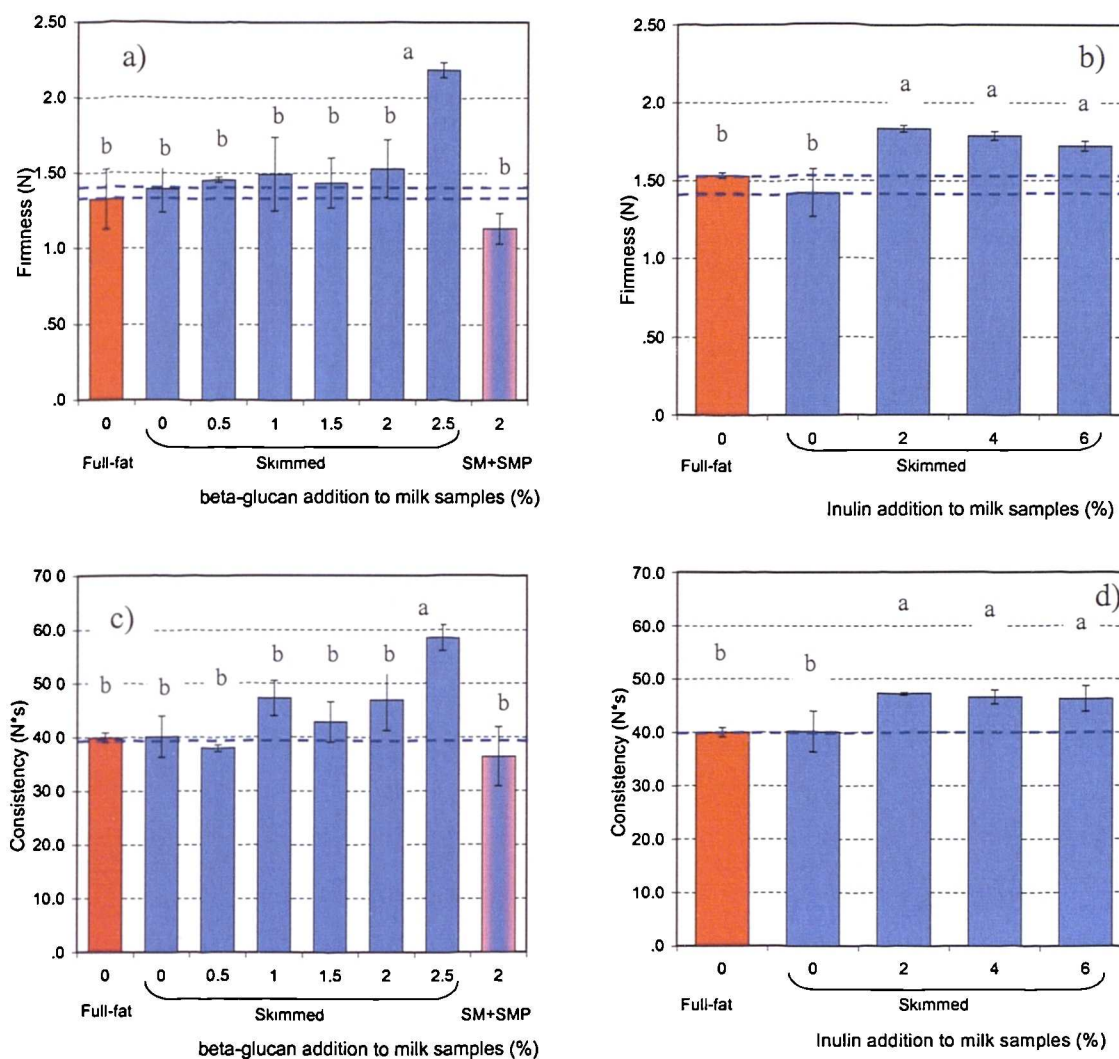 2.50
2.0
1.50
1.0
.50
.0
Firmness (N)
a)
b b b b b b a b
0 0 0.5 1 1.5 2 2.5 2
Full-fat Skimmed SM+SMP
beta-glucan addition to milk samples (%)
2.50
2.0
1.50
1.0
.50
.0
Firmness (N)
b)
b b a a a
0 0 2 4 6
Full-fat Skimmed
Inulin addition to milk samples (%)
70 0
60.0
50.0
40 0
30 0
20 0
10.0
.0
Consistency (N*s)
c)
b b b b b b a b
0 0 0.5 1 1.5 2 2.5 2
Full-fat Skimmed SM+SMP
beta-glucan addition to milk samples (%)
70.0
60.0
50.0
40.0
30.0
20.0
10.0
.0
Consistency (N*s)
d)
b b a a a
0 0 2 4 6
Full-fat Skimmed
Inulin addition to milk samples (%)